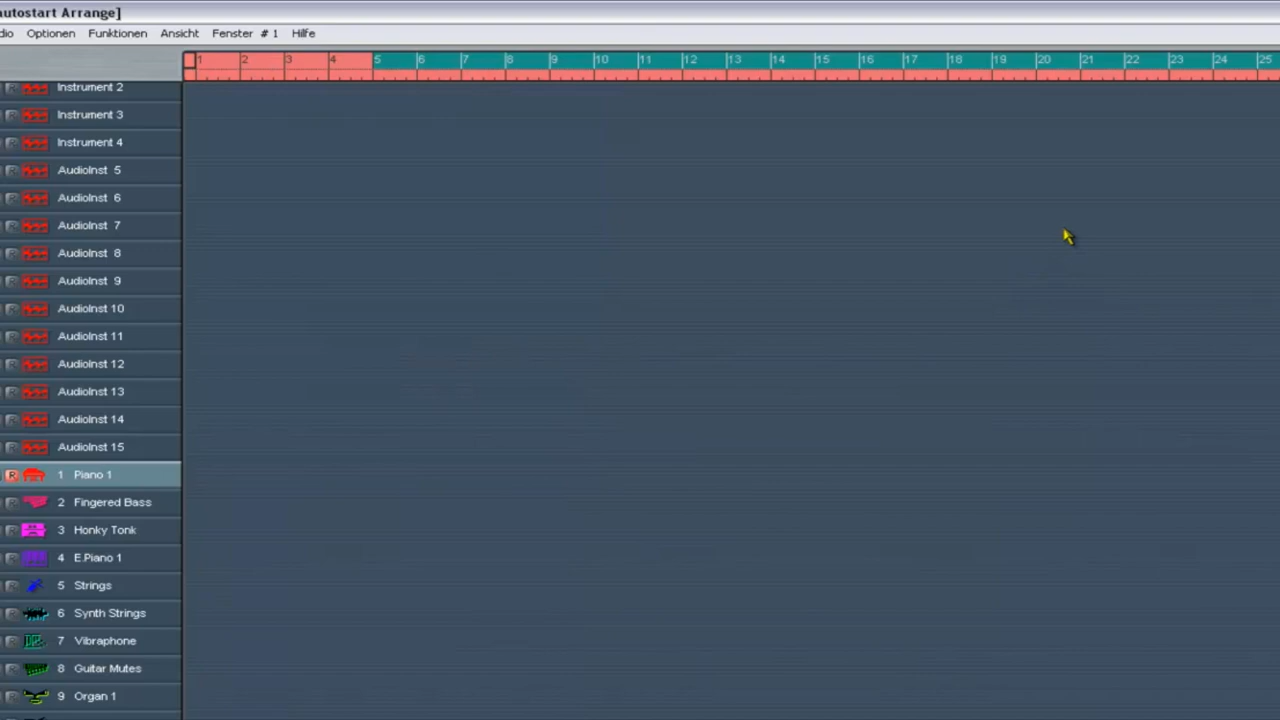 autostart Arrange]
dio Optionen Funktionen Ansicht Fenster # 1 Hilfe
1 2 3 4 5 6 7 8 9 10 11 12 13 14 15 16 17 18 19 20 21 22 23 24 25
R Instrument 2
R Instrument 3
R Instrument 4
R AudioInst 5
R AudioInst 6
R AudioInst 7
R AudioInst 8
R AudioInst 9
R AudioInst 10
R AudioInst 11
R AudioInst 12
R AudioInst 13
R AudioInst 14
R AudioInst 15
R 1 Piano 1
R 2 Fingered Bass
R 3 Honky Tonk
R 4 E.Piano 1
R 5 Strings
R 6 Synth Strings
R 7 Vibraphone
R 8 Guitar Mutes
R 9 Organ 1